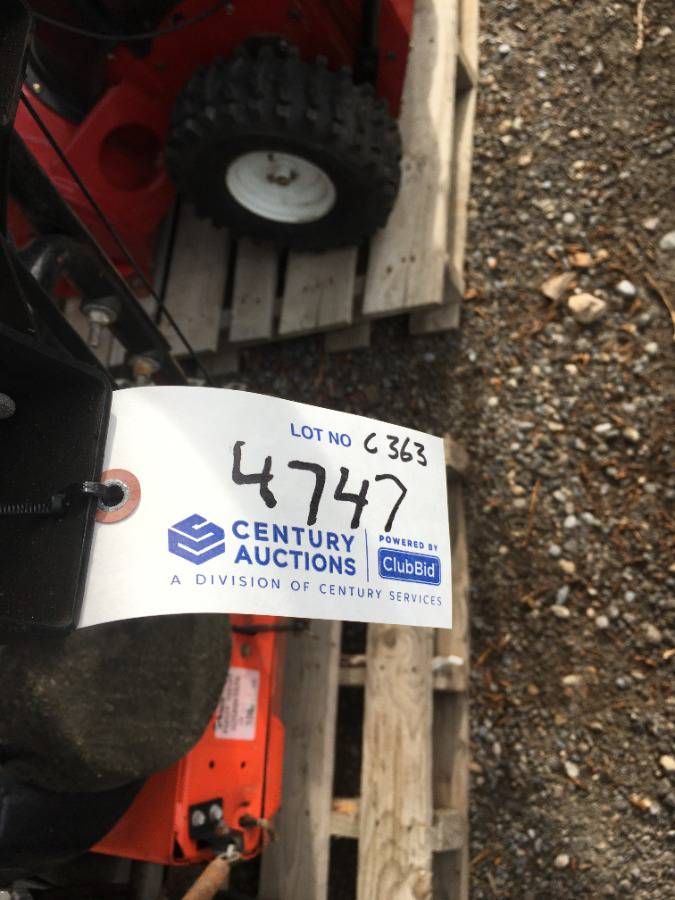 LOT NO C363
4747
CENTURY
AUCTIONS
POWERED BY
ClubBid
A DIVISION OF CENTURY SERVICES